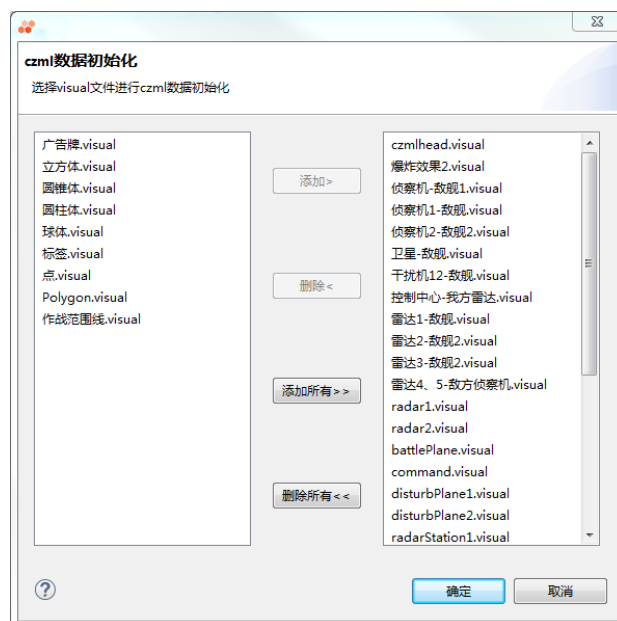 czml数据初始化
选择visual文件进行czml数据初始化
广告牌.visual
立方体.visual
圆锥体.visual
圆柱体.visual
球体.visual
标签.visual
点.visual
Polygon.visual
作战范围线.visual
添加>
删除<
添加所有>>
删除所有<<
czmlhead.visual
爆炸效果2.visual
侦察机-敌舰1.visual
侦察机1-敌舰.visual
侦察机2-敌舰2.visual
卫星-敌舰.visual
干扰机12-敌舰.visual
控制中心-我方雷达.visual
雷达1-敌舰.visual
雷达2-敌舰2.visual
雷达3-敌舰2.visual
雷达4、5-敌方侦察机.visual
radar1.visual
radar2.visual
battlePlane.visual
command.visual
disturbPlane1.visual
disturbPlane2.visual
radarStation1.visual
?
确定
取消